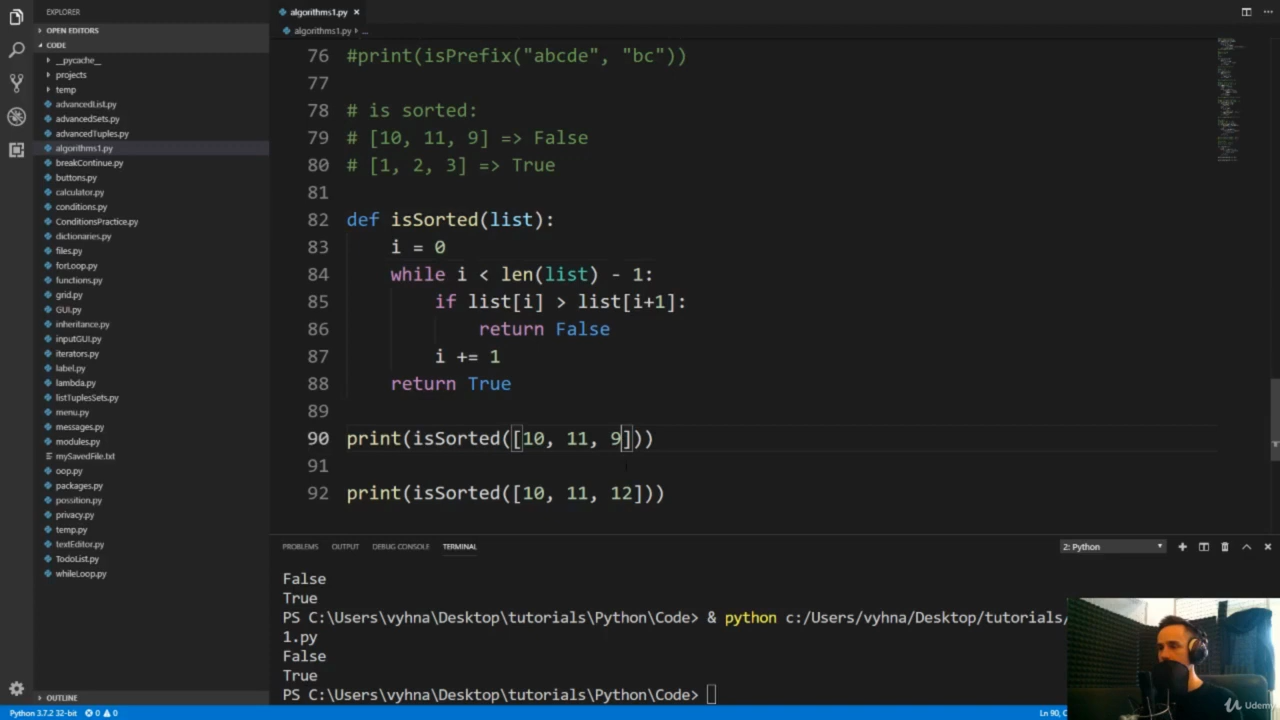 EXPLORER
OPEN EDITORS
CODE
__pycache__
projects
temp
advancedList.py
advancedSets.py
advancedTuples.py
algorithms1.py
breakContinue.py
buttons.py
calculator.py
conditions.py
ConditionsPractice.py
dictionaries.py
files.py
forLoop.py
functions.py
grid.py
GUI.py
inheritance.py
inputGUI.py
iterators.py
label.py
lambda.py
listTuplesSets.py
menu.py
messages.py
modules.py
mySavedFile.txt
oop.py
packages.py
possition.py
privacy.py
temp.py
textEditor.py
TodoList.py
whileLoop.py
OUTLINE
algorithms1.py ×
algorithms1.py › ...
76 #print(isPrefix("abcde", "bc"))
77
78 # is sorted:
79 # [10, 11, 9] => False
80 # [1, 2, 3] => True
81
82 def isSorted(list):
83 i = 0
84 while i < len(list) - 1:
85 if list[i] > list[i+1]:
86 return False
87 i += 1
88 return True
89
90 print(isSorted([10, 11, 9]))
91
92 print(isSorted([10, 11, 12]))
PROBLEMS OUTPUT DEBUG CONSOLE TERMINAL 2: Python
False
True
PS C:\Users\vyhna\Desktop\tutorials\Python\Code> & python c:/Users/vyhna/Desktop/tutorials/
1.py
False
True
PS C:\Users\vyhna\Desktop\tutorials\Python\Code>
Python 3.7.2 32-bit 0 0 Ln 90,
Udemy